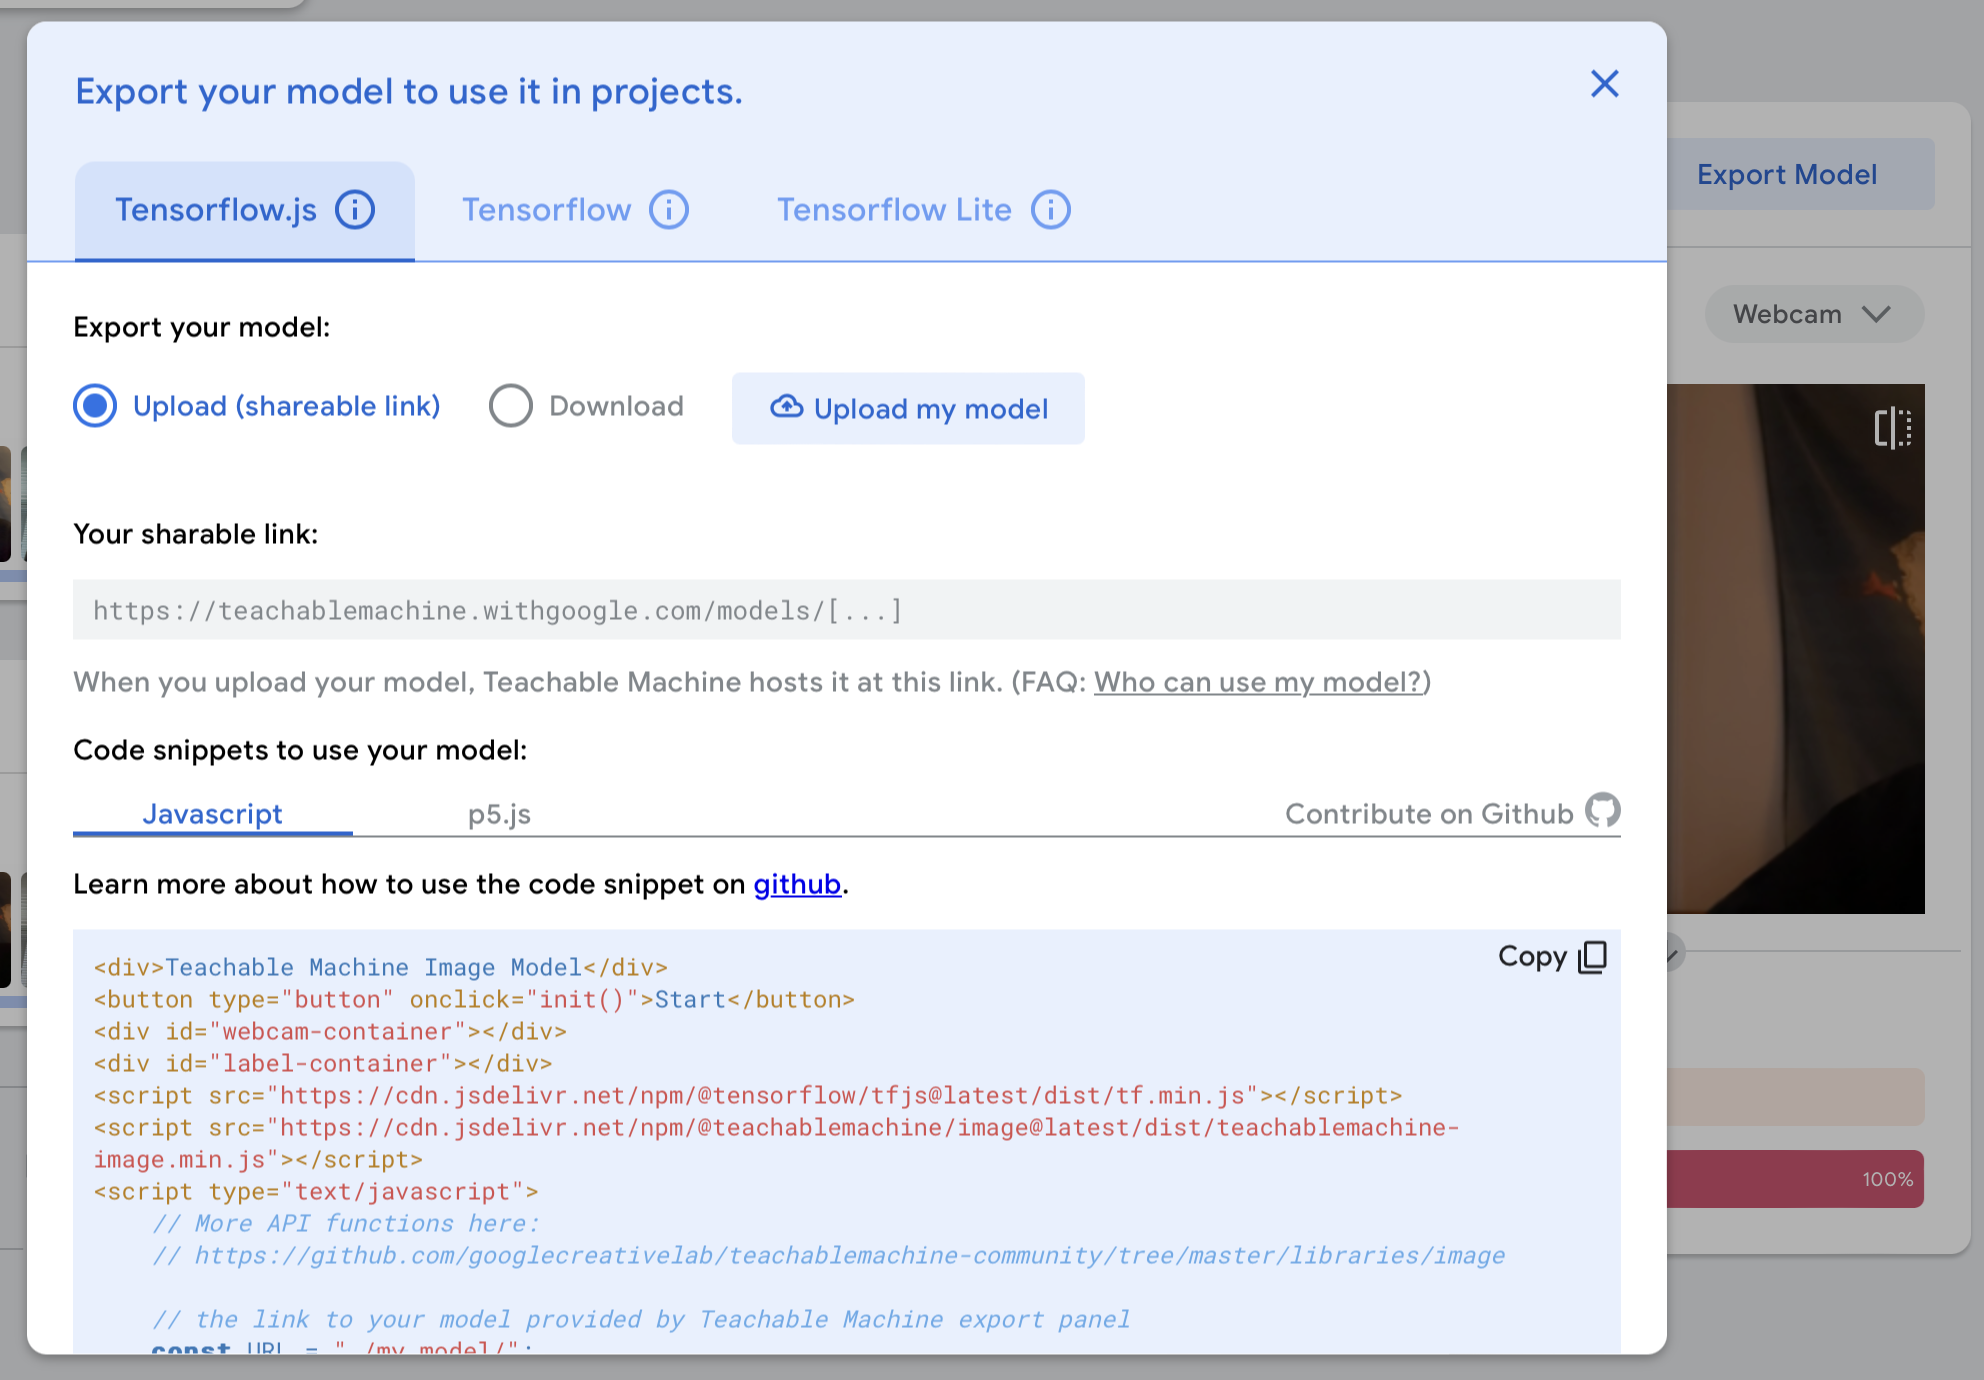 Export your model to use it in projects.
Export Model
Tensorflow.js
Tensorflow
Tensorflow Lite
Webcam
Export your model:
Upload (shareable link)
Download
Upload my model
Your sharable link:
https://teachablemachine.withgoogle.com/models/[...]
When you upload your model, Teachable Machine hosts it at this link. (FAQ: Who can use my model?)
Code snippets to use your model:
Javascript
p5.js
Contribute on Github
Learn more about how to use the code snippet on github.
Copy
<div>Teachable Machine Image Model</div>
<button type="button" onclick="init()">Start</button>
<div id="webcam-container"></div>
<div id="label-container"></div>
<script src="https://cdn.jsdelivr.net/npm/@tensorflow/tfjs@latest/dist/tf.min.js"></script>
<script src="https://cdn.jsdelivr.net/npm/@teachablemachine/image@latest/dist/teachablemachine-
image.min.js"></script>
<script type="text/javascript">
// More API functions here:
// https://github.com/googlecreativelab/teachablemachine-community/tree/master/libraries/image
// the link to your model provided by Teachable Machine export panel
const URL = "./my_model/";
100%